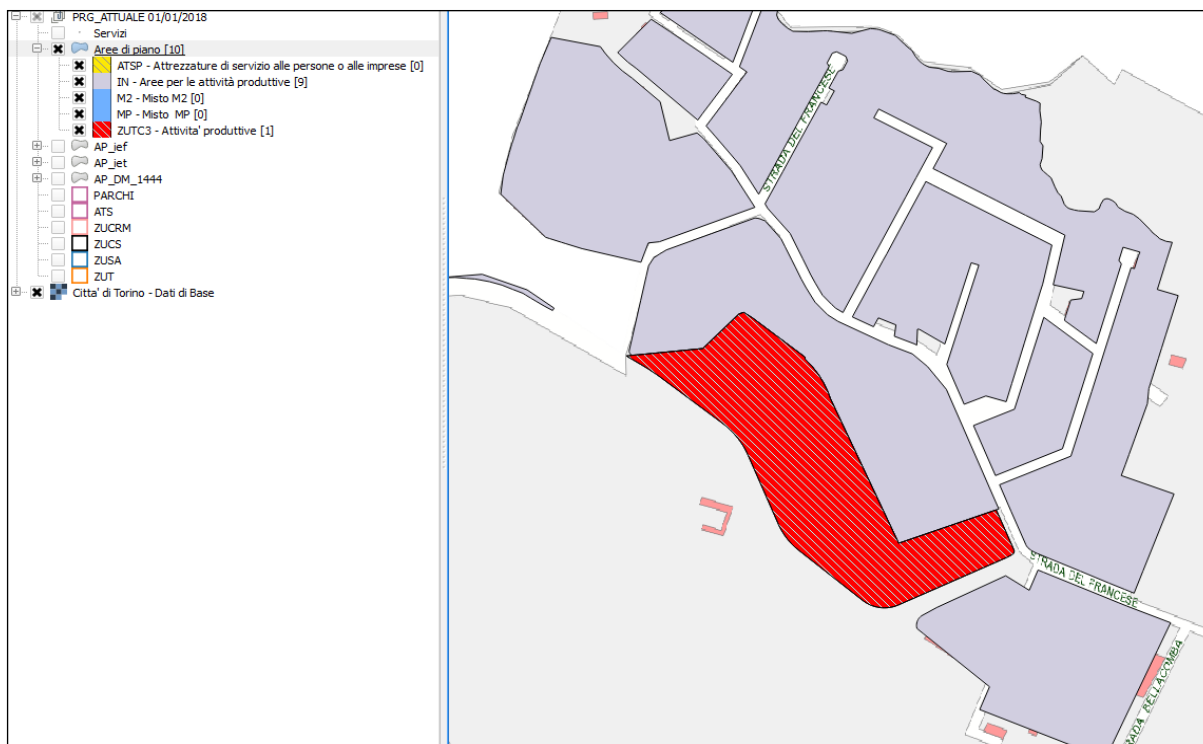 PRG_ATTUALE 01/01/2018
Servizi
Aree di piano [10]
ATSP - Attrezzature di servizio alle persone o alle imprese [0]
IN - Aree per le attività produttive [9]
M2 - Misto M2 [0]
MP - Misto MP [0]
ZUTC3 - Attivita' produttive [1]
AP_ief
AP_iet
AP_DM_1444
PARCHI
ATS
ZUCRM
ZUCS
ZUSA
ZUT
Citta' di Torino - Dati di Base
STRADA DEL FRANCESE
STRADA DEL FRANCESE
STRADA BELLACOMBA